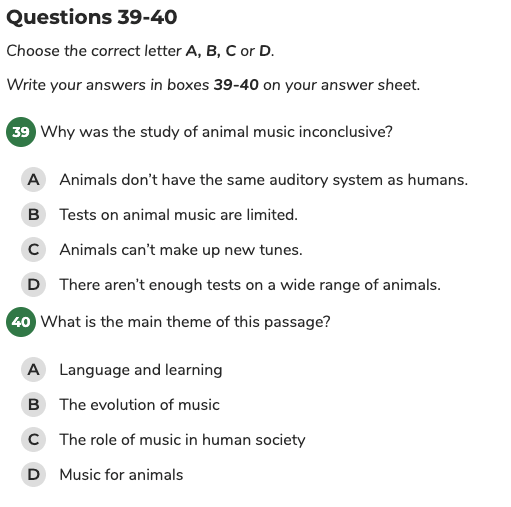 Questions 39-40
Choose the correct letter A, B, C or D.
Write your answers in boxes 39-40 on your answer sheet.
39 Why was the study of animal music inconclusive?
A Animals don't have the same auditory system as humans.
B Tests on animal music are limited.
C Animals can't make up new tunes.
D There aren't enough tests on a wide range of animals.
40 What is the main theme of this passage?
A Language and learning
B The evolution of music
C The role of music in human society
D Music for animals